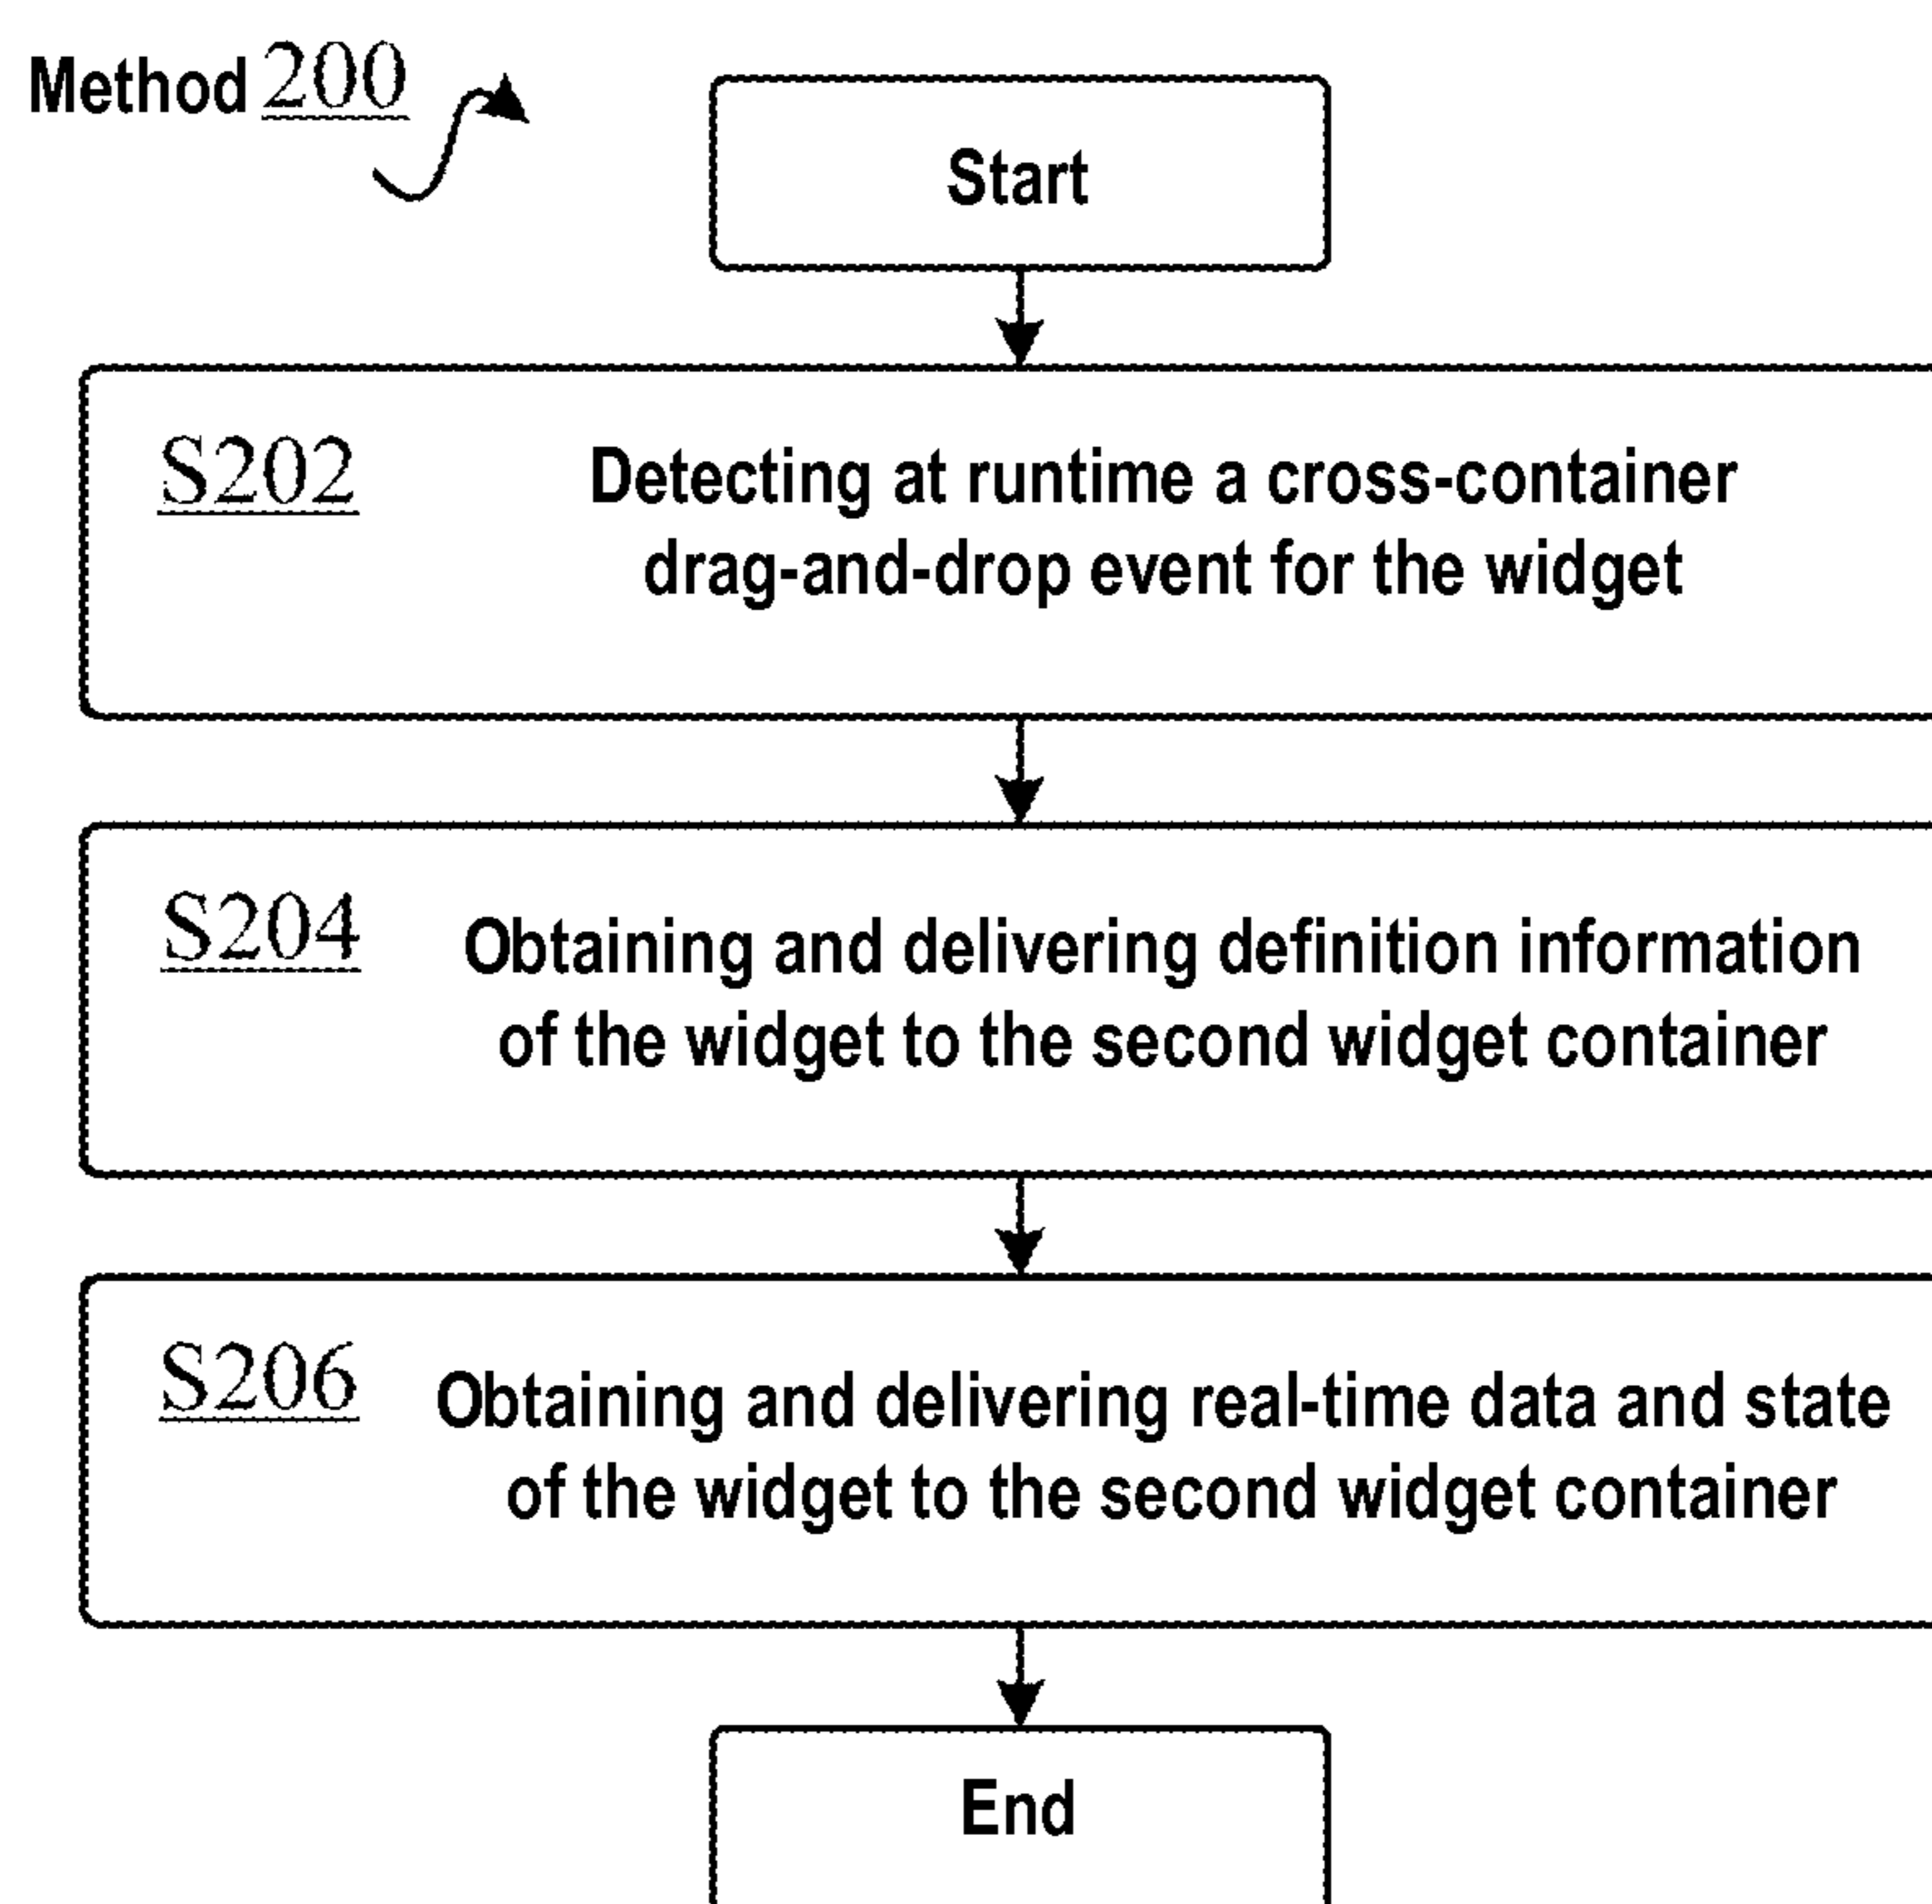 Method 200
Start
S202
Detecting at runtime a cross-container
drag-and-drop event for the widget
S204
Obtaining and delivering definition information
of the widget to the second widget container
S206
Obtaining and delivering real-time data and state
of the widget to the second widget container
End